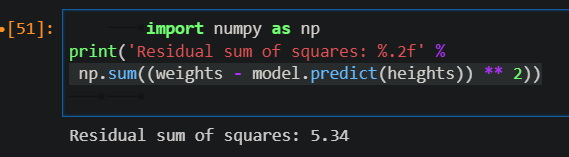 [51]:
import numpy as np
print('Residual sum of squares: %.2f' %
np.sum((weights - model.predict(heights)) ** 2))
Residual sum of squares: 5.34